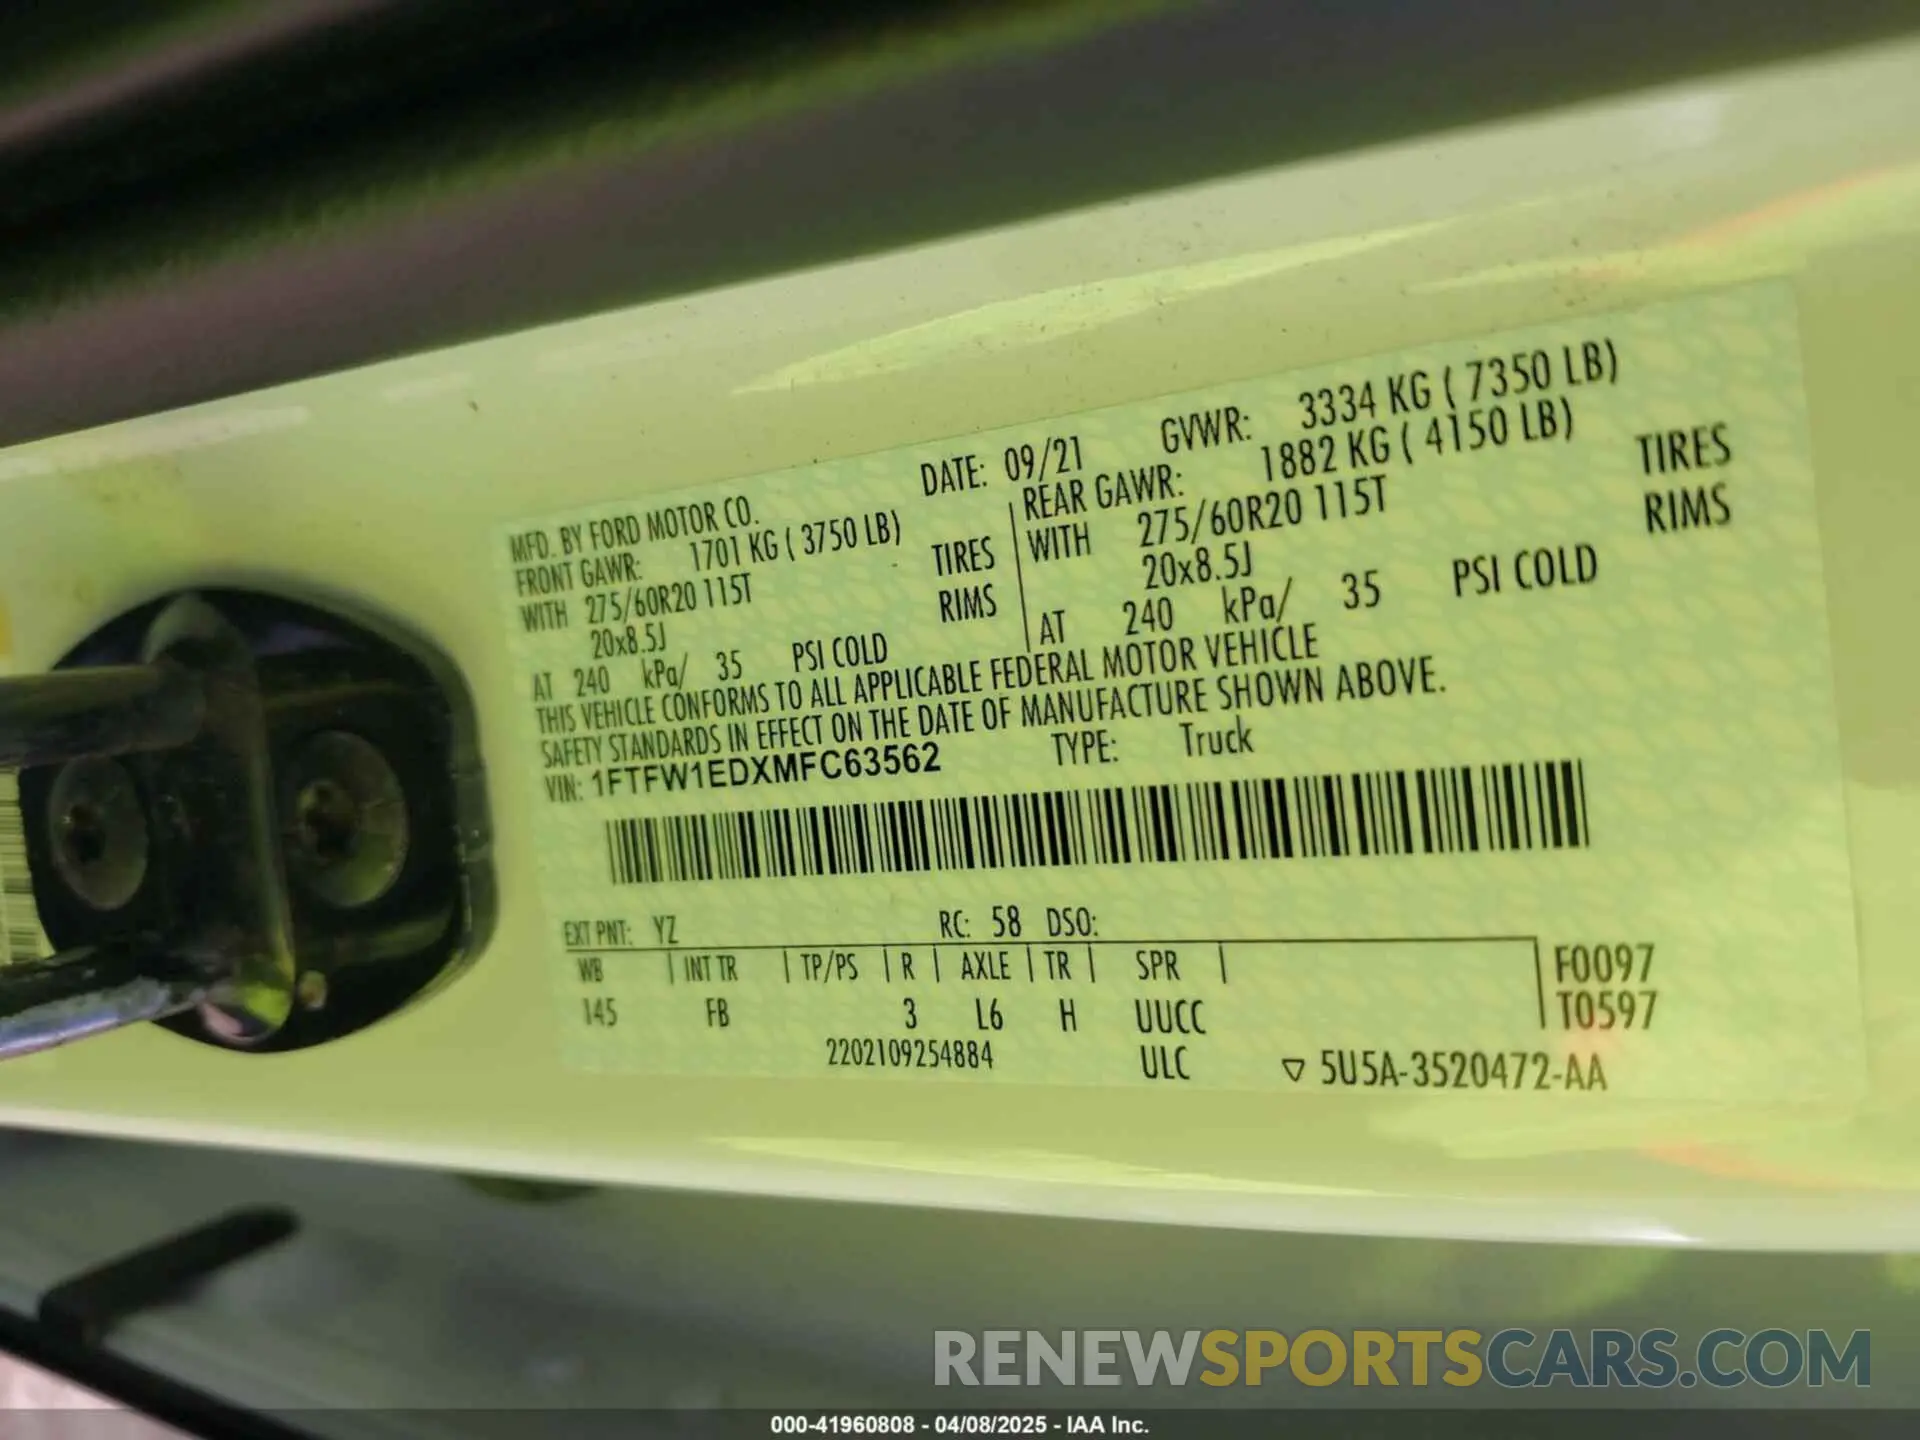 MFD. BY FORD MOTOR CO.
DATE: 09/21 GVWR: 3334 KG ( 7350 LB)
FRONT GAWR: 1701 KG ( 3750 LB)
WITH 275/60R20 115T TIRES
20x8.5J RIMS
AT 240 kPa/ 35 PSI COLD
REAR GAWR: 1882 KG ( 4150 LB)
WITH 275/60R20 115T TIRES
20x8.5J RIMS
AT 240 kPa/ 35 PSI COLD
THIS VEHICLE CONFORMS TO ALL APPLICABLE FEDERAL MOTOR VEHICLE
SAFETY STANDARDS IN EFFECT ON THE DATE OF MANUFACTURE SHOWN ABOVE.
VIN: 1FTFW1EDXMFC63562 TYPE: Truck
EXT PNT: YZ RC: 58 DSO:
WB | INT TR | TP/PS | R | AXLE | TR | SPR | F0097
145 FB 3 L6 H UUCC T0597
2202109254884 ULC ▽ 5U5A-3520472-AA
RENEWSPORTSCARS.COM
000-41960808 - 04/08/2025 - IAA Inc.